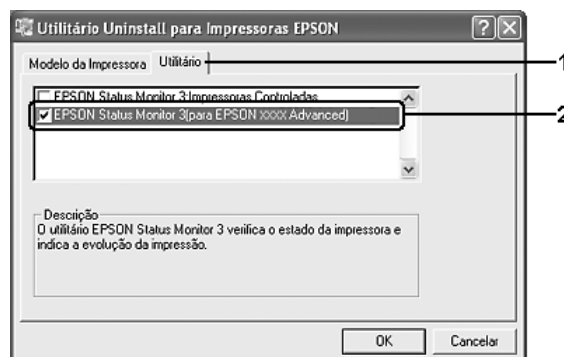 Utilitário Uninstall para Impressoras EPSON
Modelo da Impressora Utilitário
1
EPSON Status Monitor 3:Impressoras Controladas
EPSON Status Monitor 3(para EPSON XXXX Advanced)
2
Descrição
O utilitário EPSON Status Monitor 3 verifica o estado da impressora e
indica a evolução da impressão.
OK Cancelar